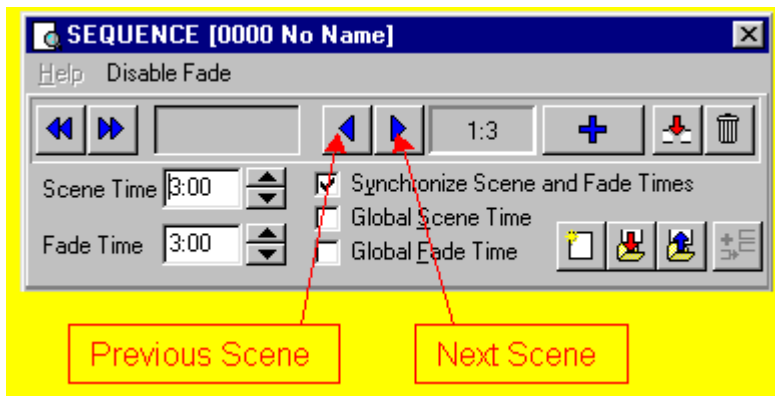 SEQUENCE [0000 No Name]
Help Disable Fade
1:3
Scene Time 3:00
Synchronize Scene and Fade Times
Global Scene Time
Fade Time 3:00
Global Fade Time
Previous Scene
Next Scene